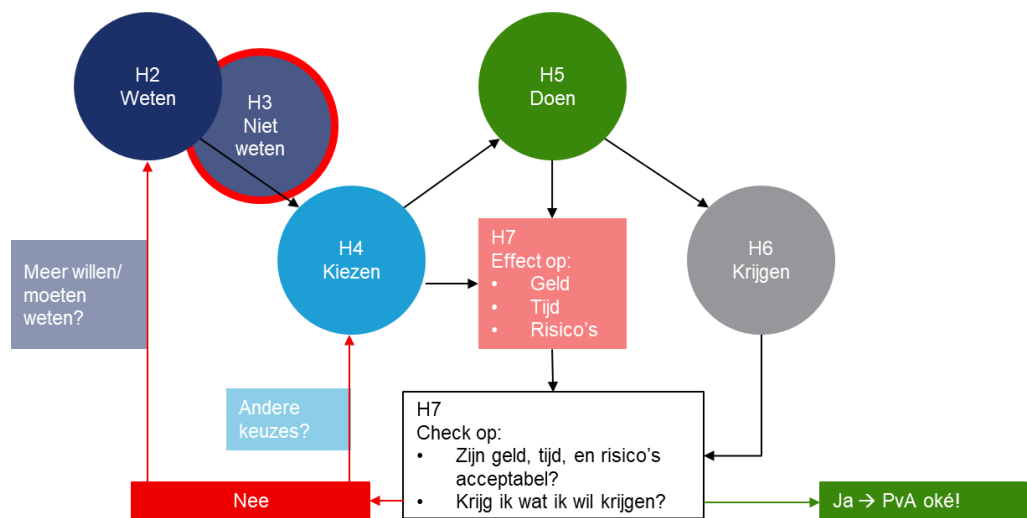 H2
Weten
H3
Niet
weten
H5
Doen
H4
Kiezen
H7
Effect op:
• Geld
• Tijd
• Risico’s
H6
Krijgen
Meer willen/
moeten
weten?
Andere
keuzes?
H7
Check op:
• Zijn geld, tijd, en risico’s
acceptabel?
• Krijg ik wat ik wil krijgen?
Nee
Ja → PvA oké!